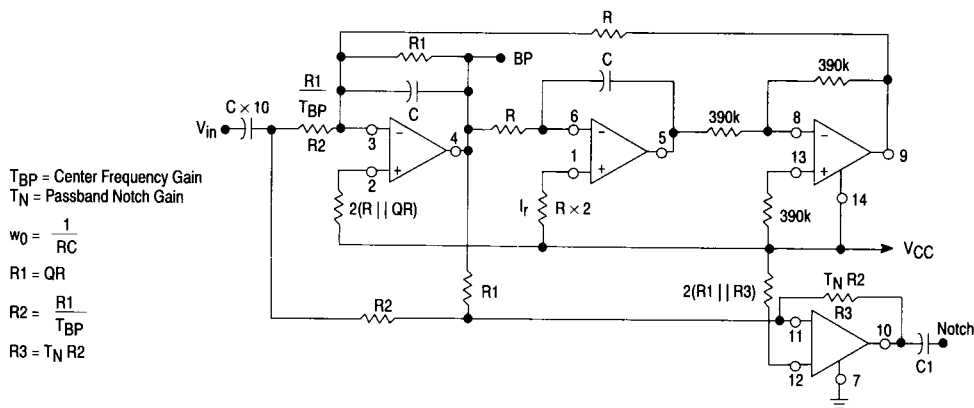 R
R1
BP
R1
T_BP
C × 10
C
C
390k
390k
V_in
R2
3
4
R
6
5
390k
8
9
−
+
−
+
−
+
2
1
13
14
2(R || QR)
I_r
R × 2
390k
V_CC
T_BP = Center Frequency Gain
T_N = Passband Notch Gain
w_0 = 1
RC
R1 = QR
R2 = R1
T_BP
R3 = T_N R2
R1
2(R1 || R3)
T_N R2
R3
R2
11
10
Notch
12
7
C1